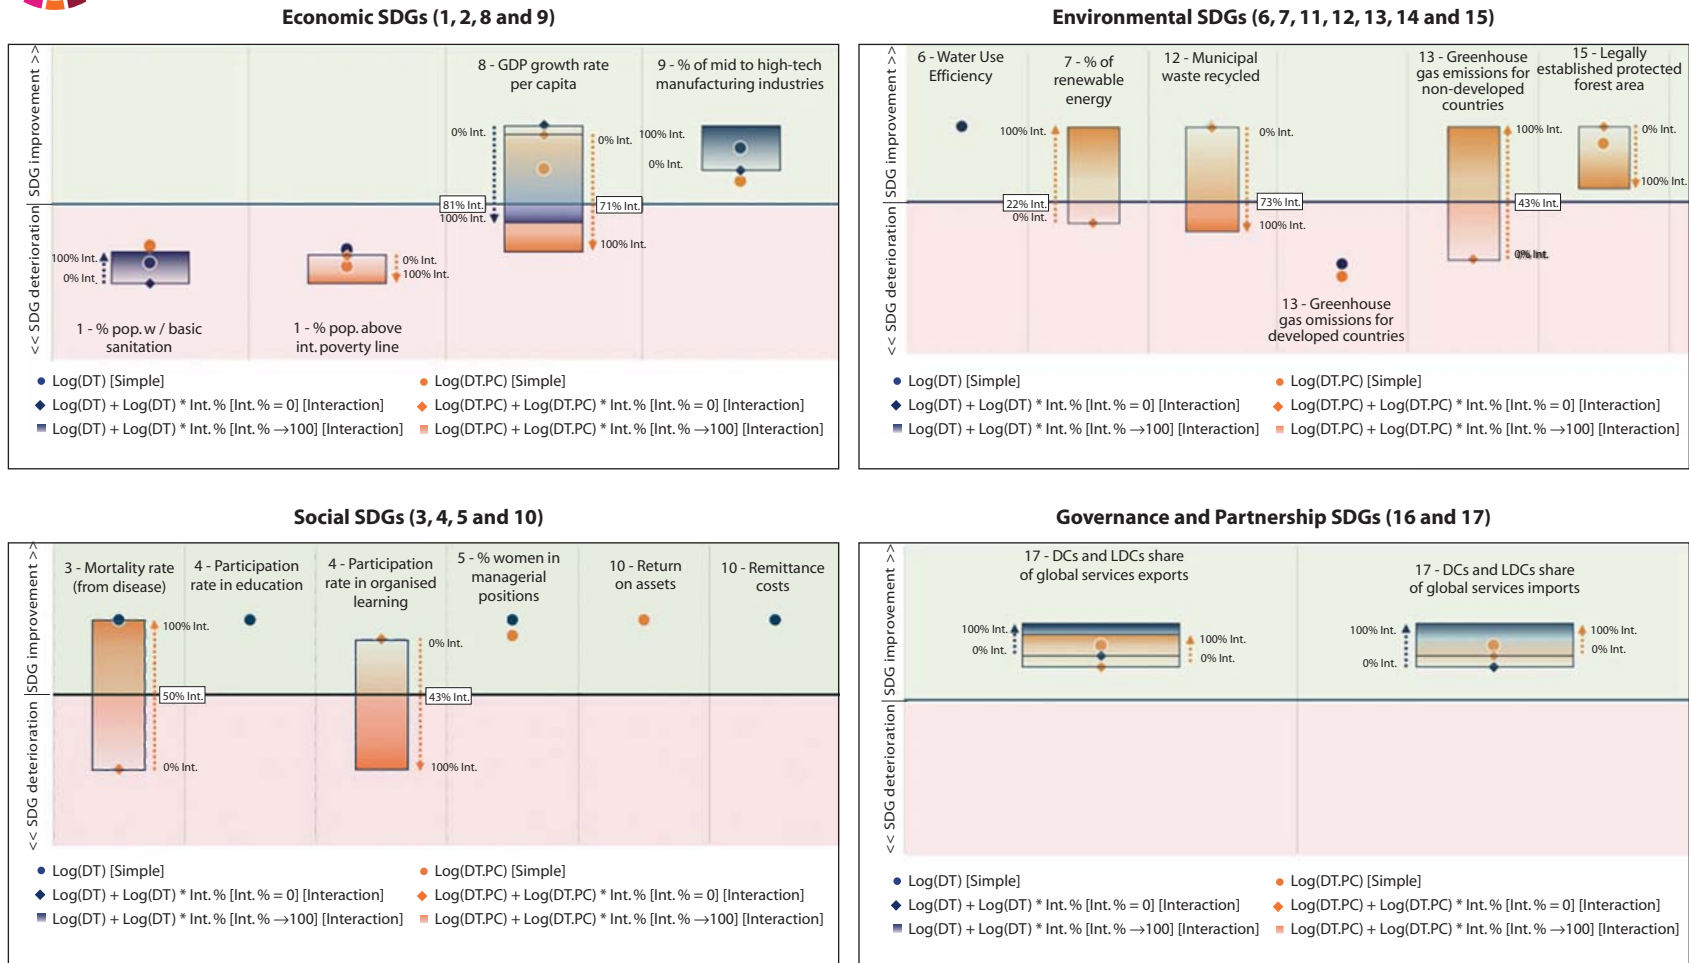 Economic SDGs (1, 2, 8 and 9)
<< SDG deterioration | SDG improvement >>
8 - GDP growth rate
per capita
9 - % of mid to high-tech
manufacturing industries
0% Int.
0% Int.
100% Int.
0% Int.
81% Int.
100% Int.
71% Int.
100% Int.
100% Int.
0% Int.
0% Int.
100% Int.
1 - % pop. w / basic
sanitation
1 - % pop. above
int. poverty line
Log(DT) [Simple]
Log(DT.PC) [Simple]
Log(DT) + Log(DT) * Int. % [Int. % = 0] [Interaction]
Log(DT.PC) + Log(DT.PC) * Int. % [Int. % = 0] [Interaction]
Log(DT) + Log(DT) * Int. % [Int. % →100] [Interaction]
Log(DT.PC) + Log(DT.PC) * Int. % [Int. % →100] [Interaction]
Environmental SDGs (6, 7, 11, 12, 13, 14 and 15)
<< SDG deterioration | SDG improvement >>
6 - Water Use
Efficiency
7 - % of
renewable
energy
12 - Municipal
waste recycled
13 - Greenhouse
gas emissions for
non-developed
countries
15 - Legally
established protected
forest area
100% Int.
0% Int.
100% Int.
0% Int.
100% Int.
22% Int.
0% Int.
73% Int.
100% Int.
43% Int.
0% Int.
13 - Greenhouse
gas omissions for
developed countries
Log(DT) [Simple]
Log(DT.PC) [Simple]
Log(DT) + Log(DT) * Int. % [Int. % = 0] [Interaction]
Log(DT.PC) + Log(DT.PC) * Int. % [Int. % = 0] [Interaction]
Log(DT) + Log(DT) * Int. % [Int. % →100] [Interaction]
Log(DT.PC) + Log(DT.PC) * Int. % [Int. % →100] [Interaction]
Social SDGs (3, 4, 5 and 10)
<< SDG deterioration | SDG improvement >>
3 - Mortality rate
(from disease)
4 - Participation
rate in education
4 - Participation
rate in organised
learning
5 - % women in
managerial
positions
10 - Return
on assets
10 - Remittance
costs
100% Int.
0% Int.
50% Int.
43% Int.
0% Int.
100% Int.
Log(DT) [Simple]
Log(DT.PC) [Simple]
Log(DT) + Log(DT) * Int. % [Int. % = 0] [Interaction]
Log(DT.PC) + Log(DT.PC) * Int. % [Int. % = 0] [Interaction]
Log(DT) + Log(DT) * Int. % [Int. % →100] [Interaction]
Log(DT.PC) + Log(DT.PC) * Int. % [Int. % →100] [Interaction]
Governance and Partnership SDGs (16 and 17)
<< SDG deterioration | SDG improvement >>
17 - DCs and LDCs share
of global services exports
17 - DCs and LDCs share
of global services imports
100% Int.
0% Int.
100% Int.
0% Int.
100% Int.
0% Int.
100% Int.
0% Int.
Log(DT) [Simple]
Log(DT.PC) [Simple]
Log(DT) + Log(DT) * Int. % [Int. % = 0] [Interaction]
Log(DT.PC) + Log(DT.PC) * Int. % [Int. % = 0] [Interaction]
Log(DT) + Log(DT) * Int. % [Int. % →100] [Interaction]
Log(DT.PC) + Log(DT.PC) * Int. % [Int. % →100] [Interaction]